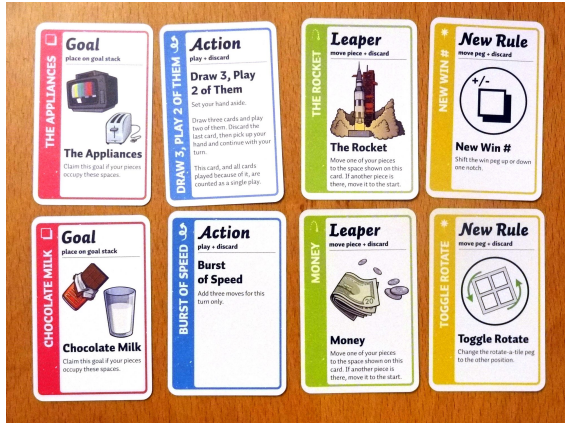 THE APPLIANCES
Goal
place on goal stack
The Appliances
Claim this goal if your pieces
occupy these spaces.
DRAW 3, PLAY 2 OF THEM
Action
play + discard
Draw 3, Play
2 of Them
Set your hand aside.
Draw three cards and play
two of them. Discard the
last card, then pick up your
hand and continue with your
turn.
This card, and all cards
played because of it, are
counted as a single play.
THE ROCKET
Leaper
move piece + discard
The Rocket
Move one of your pieces
to the space shown on this
card. If another piece is
there, move it to the start.
NEW WIN #
New Rule
move peg + discard
+/-
New Win #
Shift the win peg up or down
one notch.
CHOCOLATE MILK
Goal
place on goal stack
Chocolate Milk
Claim this goal if your pieces
occupy these spaces.
BURST OF SPEED
Action
play + discard
Burst
of Speed
Add three moves for this
turn only.
MONEY
Leaper
move piece + discard
20
Money
Move one of your pieces
to the space shown on this
card. If another piece is
there, move it to the start.
TOGGLE ROTATE
New Rule
move peg + discard
Toggle Rotate
Change the rotate-a-tile peg
to the other position.